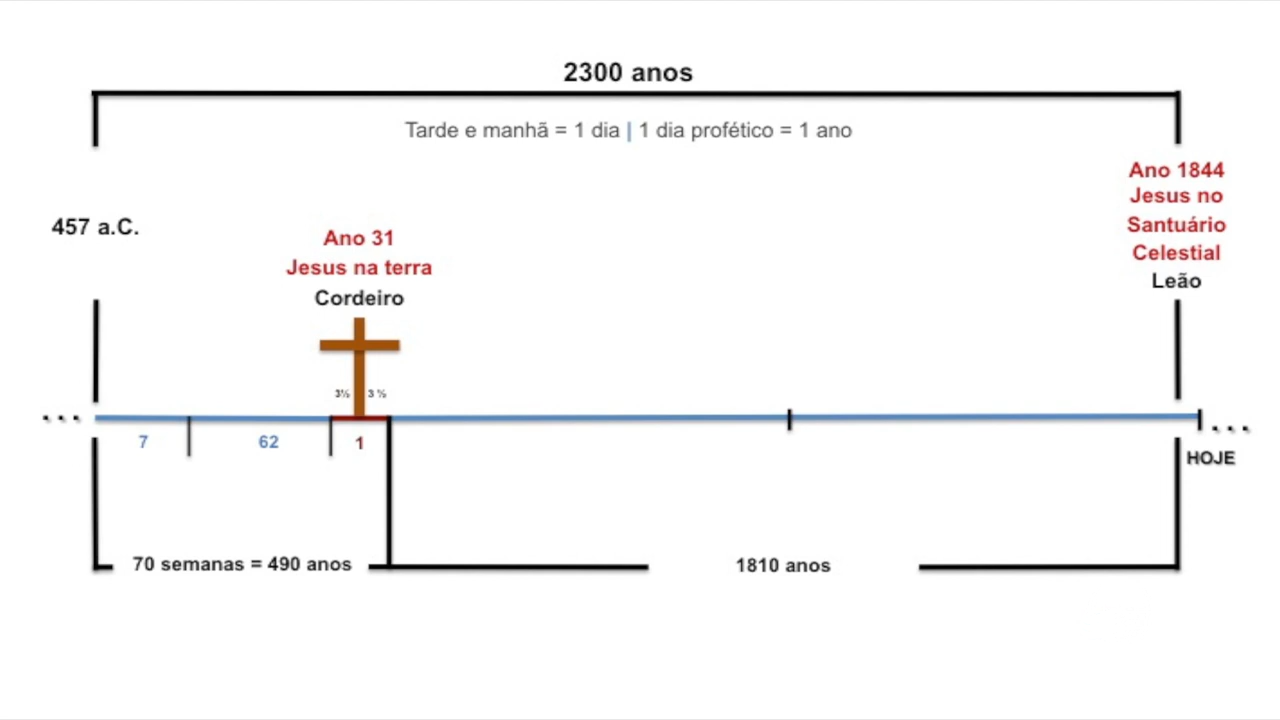 2300 anos
Tarde e manhã = 1 dia | 1 dia profético = 1 ano
457 a.C.
Ano 31
Jesus na terra
Cordeiro
Ano 1844
Jesus no
Santuário
Celestial
Leão
3½ 3 ½
...
...
7 62 1
HOJE
70 semanas = 490 anos
1810 anos